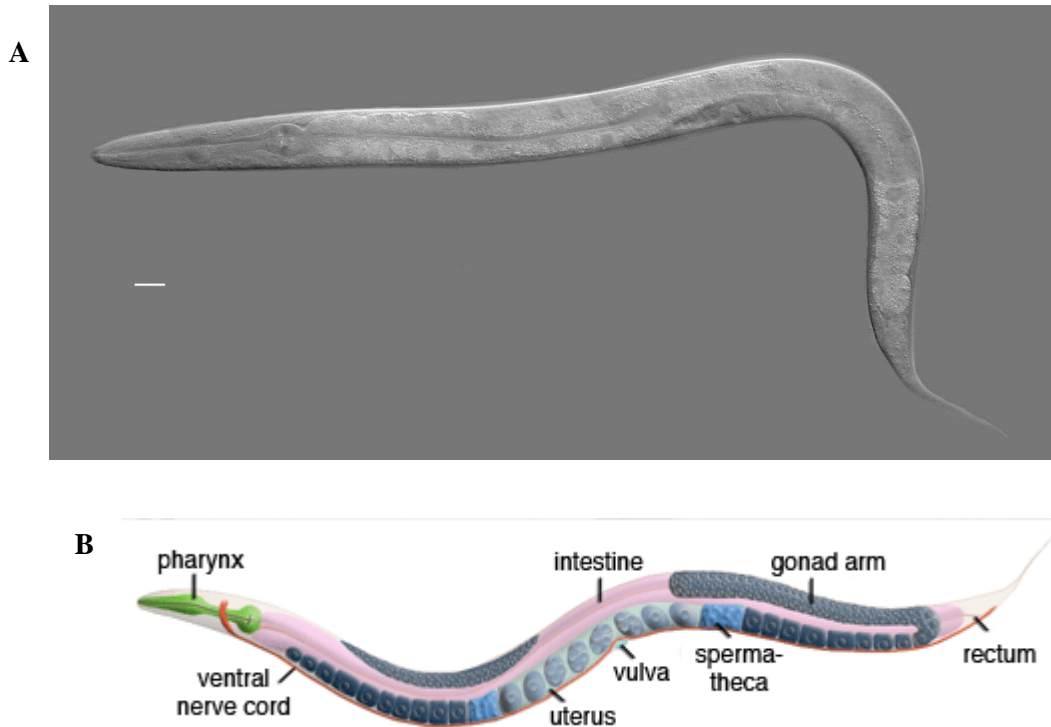 A
B
pharynx
intestine
gonad arm
ventral
nerve cord
uterus
vulva
sperma-
theca
rectum